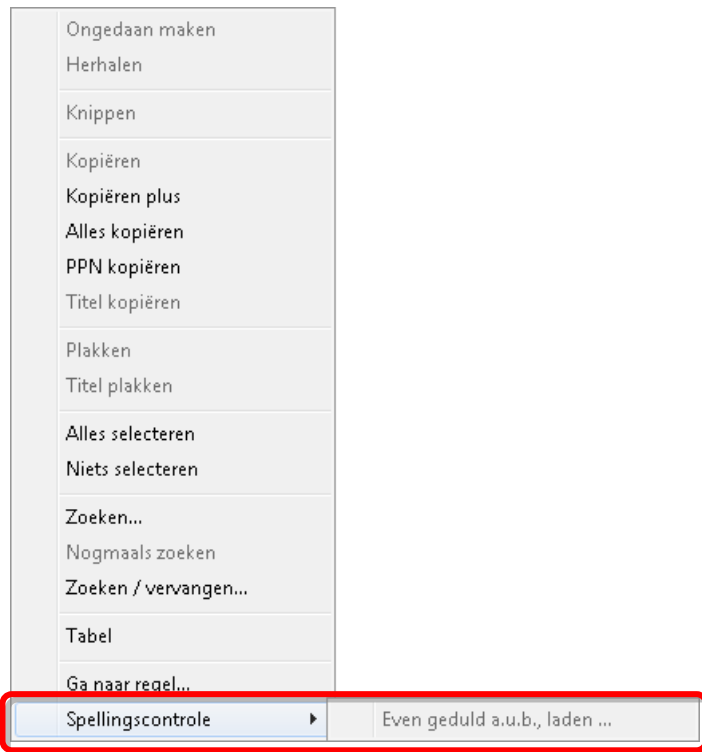 Ongedaan maken
Herhalen
Knippen
Kopiëren
Kopiëren plus
Alles kopiëren
PPN kopiëren
Titel kopiëren
Plakken
Titel plakken
Alles selecteren
Niets selecteren
Zoeken...
Nogmaals zoeken
Zoeken / vervangen...
Tabel
Ga naar regel...
Spellingscontrole Even geduld a.u.b., laden ...